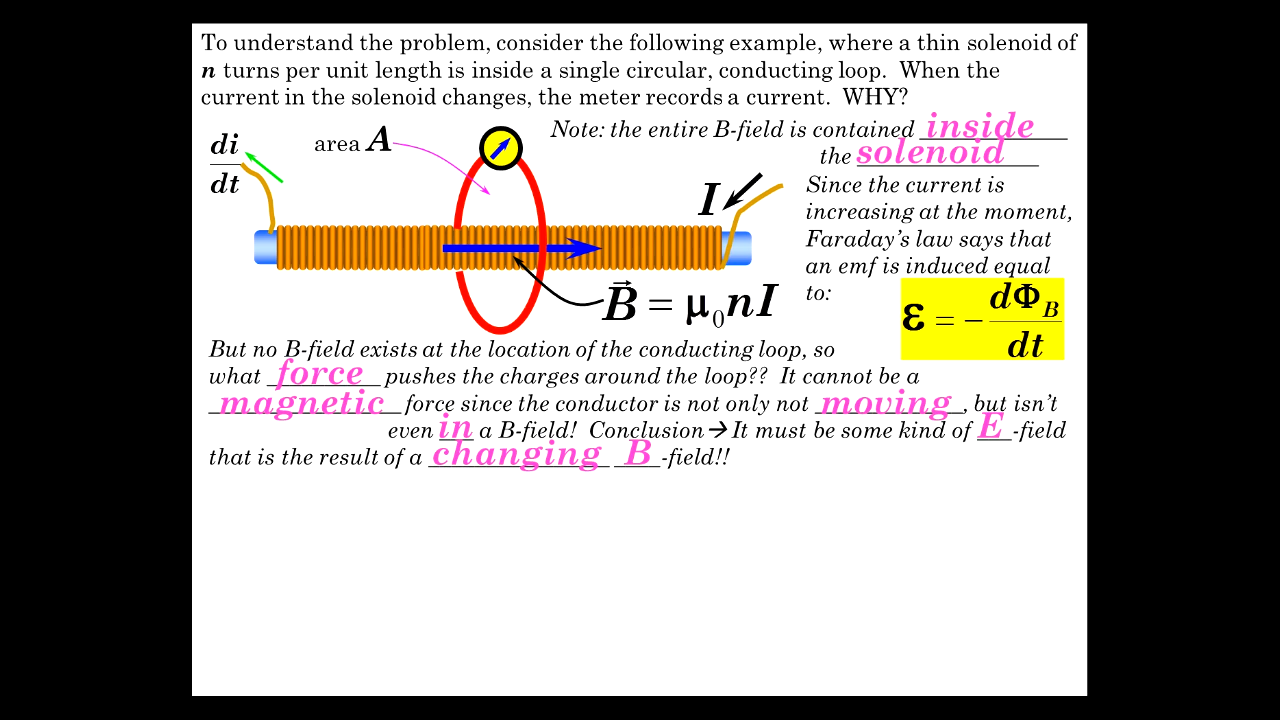 To understand the problem, consider the following example, where a thin solenoid of
n turns per unit length is inside a single circular, conducting loop. When the
current in the solenoid changes, the meter records a current. WHY?
Note: the entire B-field is contained inside
the solenoid
di
dt
area A
I
Since the current is
increasing at the moment,
Faraday's law says that
an emf is induced equal
to:
ε = - dΦ_B
dt
B⃗ = μ₀nI
But no B-field exists at the location of the conducting loop, so
what force pushes the charges around the loop?? It cannot be a
magnetic force since the conductor is not only not moving, but isn't
even in a B-field! Conclusion→It must be some kind of E-field
that is the result of a changing B-field!!